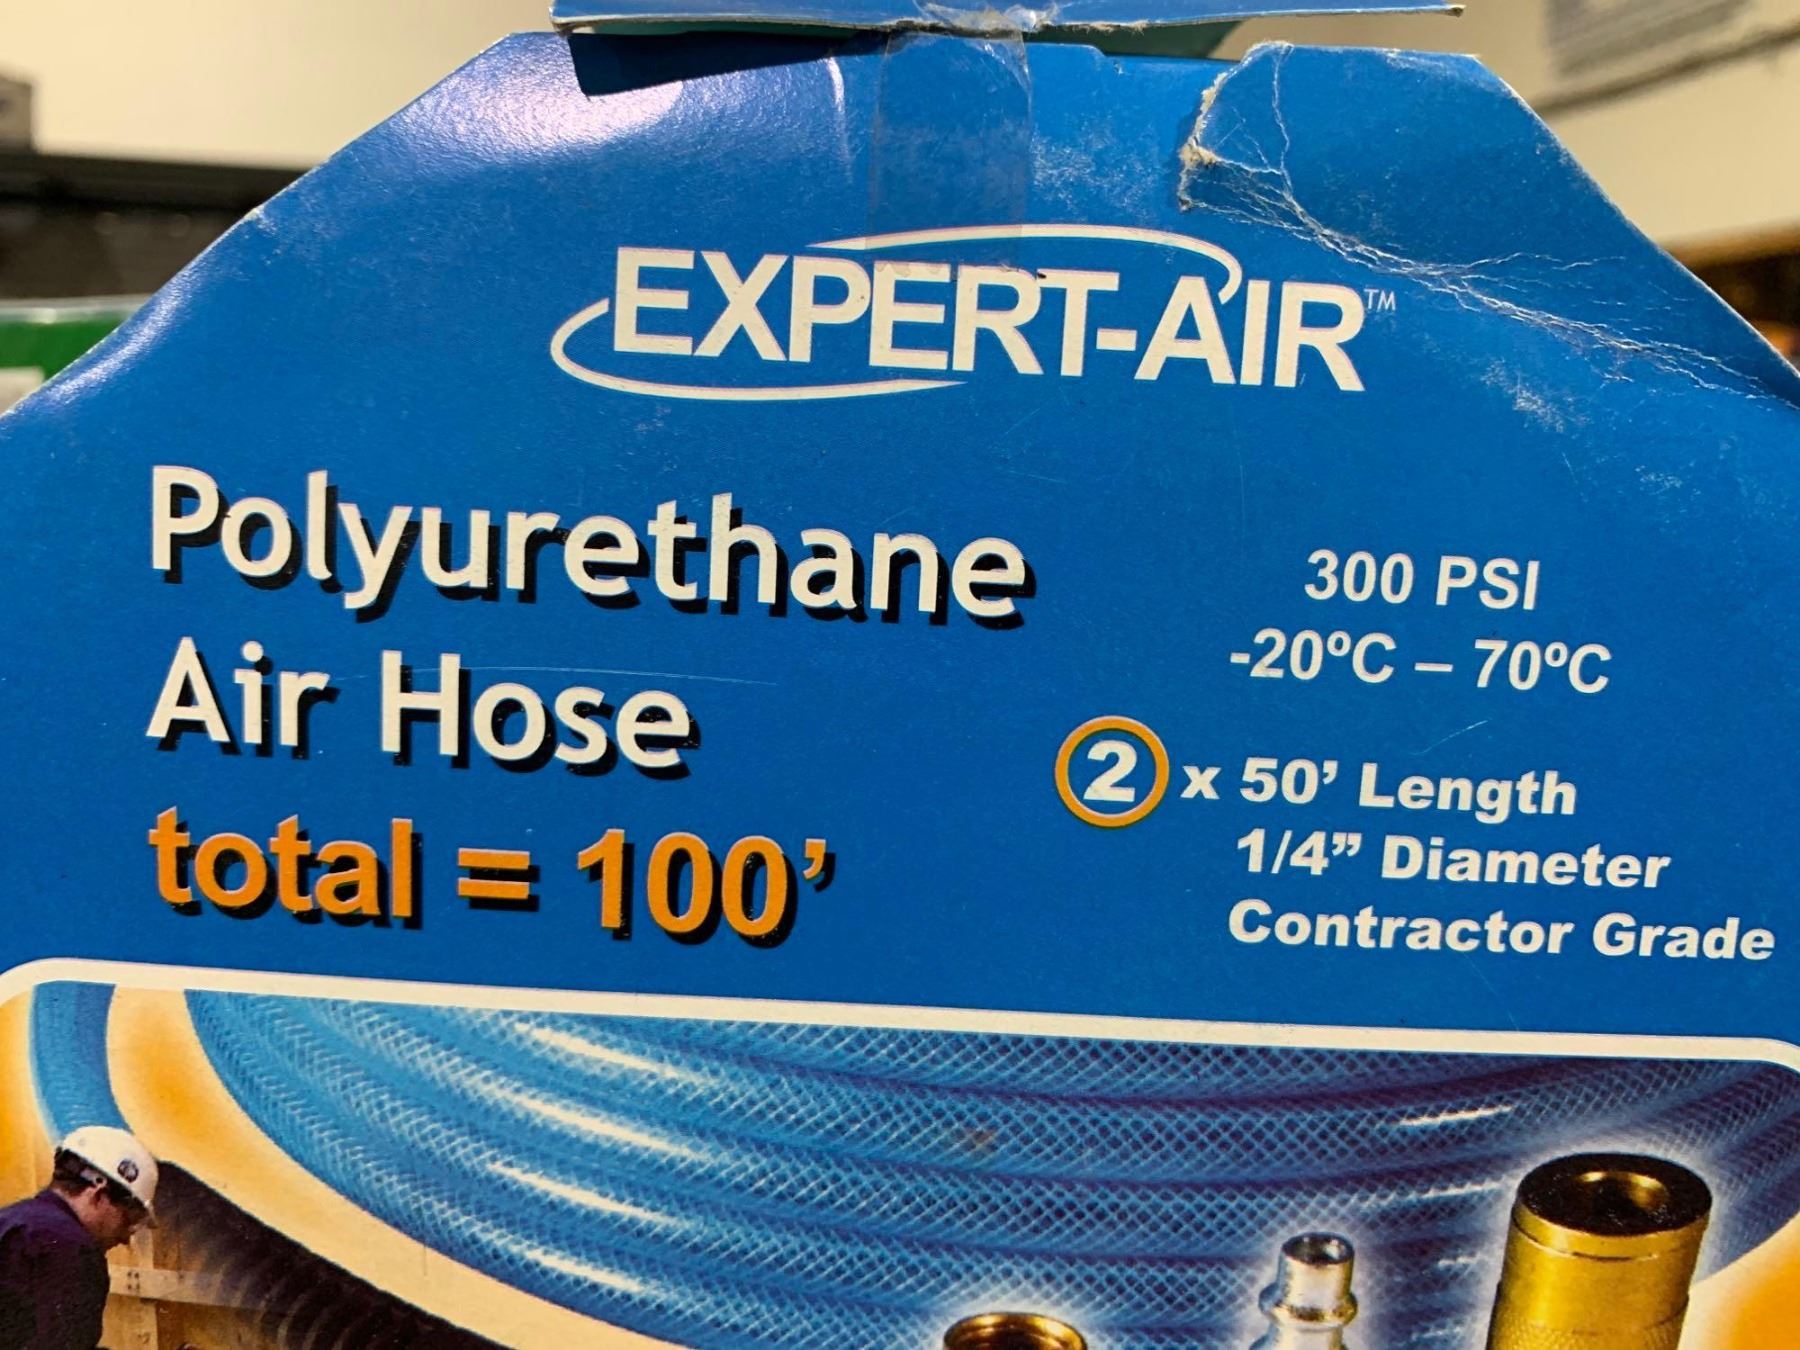 EXPERT-AIR™
Polyurethane
Air Hose
total = 100’
300 PSI
-20ºC – 70ºC
2 x 50’ Length
1/4” Diameter
Contractor Grade